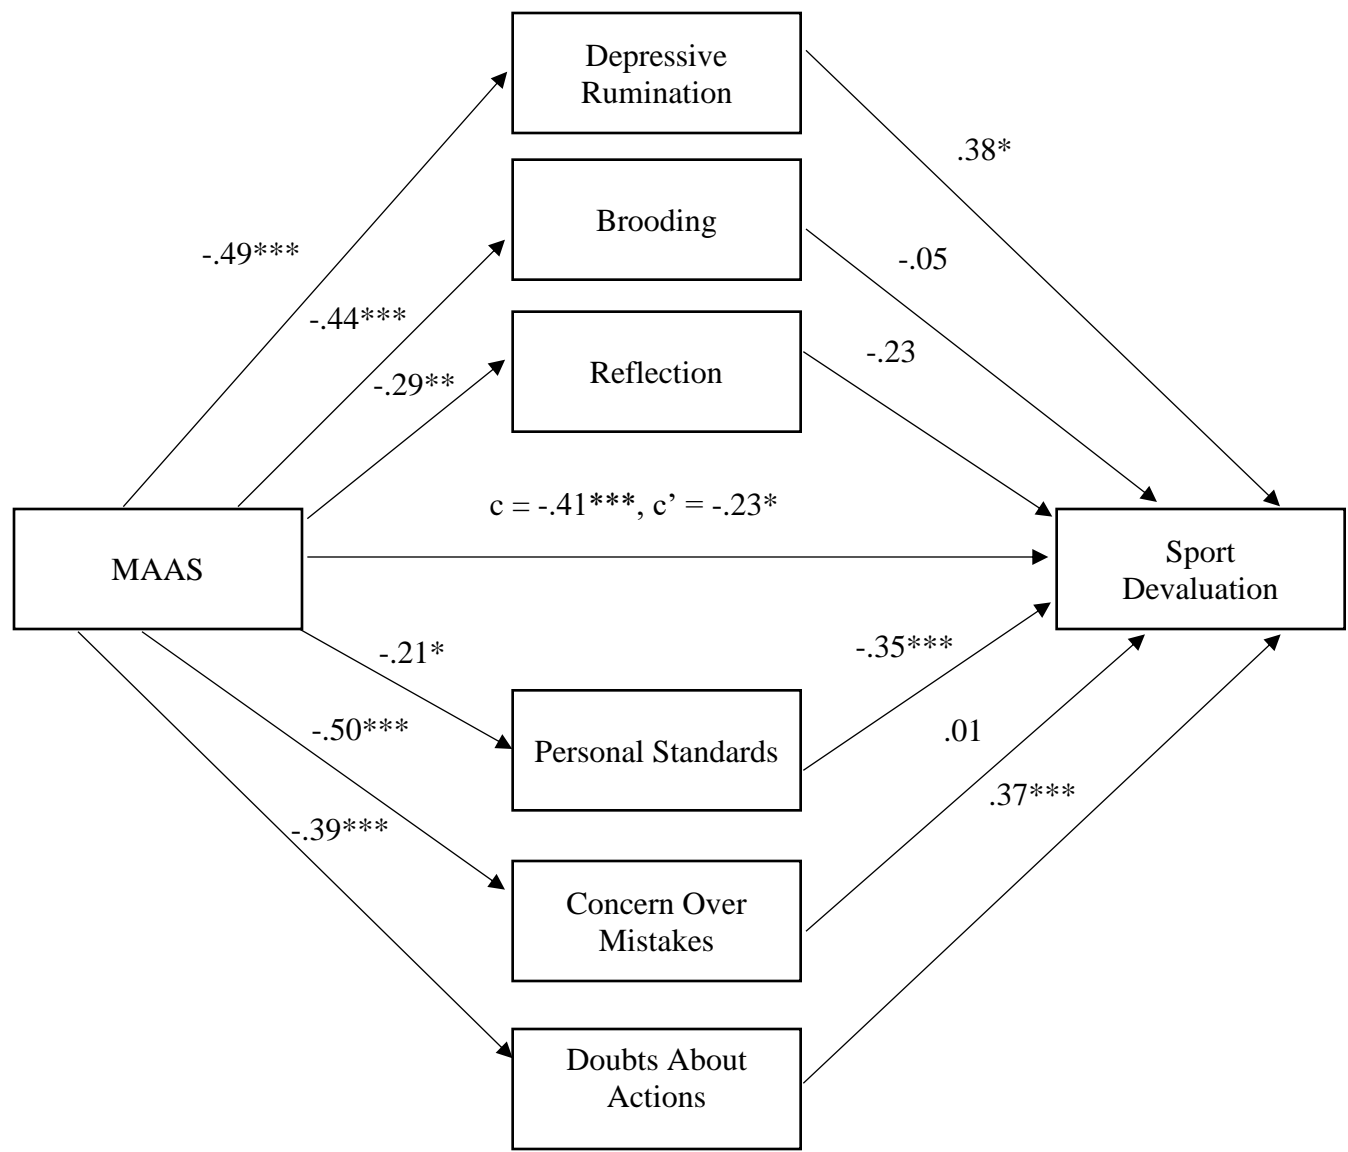 Depressive
Rumination
.38*
Brooding
-.49***
-.05
-.44***
Reflection
-.23
-.29**
c = -.41***, c’ = -.23*
MAAS
Sport
Devaluation
-.21*
-.35***
-.50***
Personal Standards
.01
.37***
-.39***
Concern Over
Mistakes
Doubts About
Actions